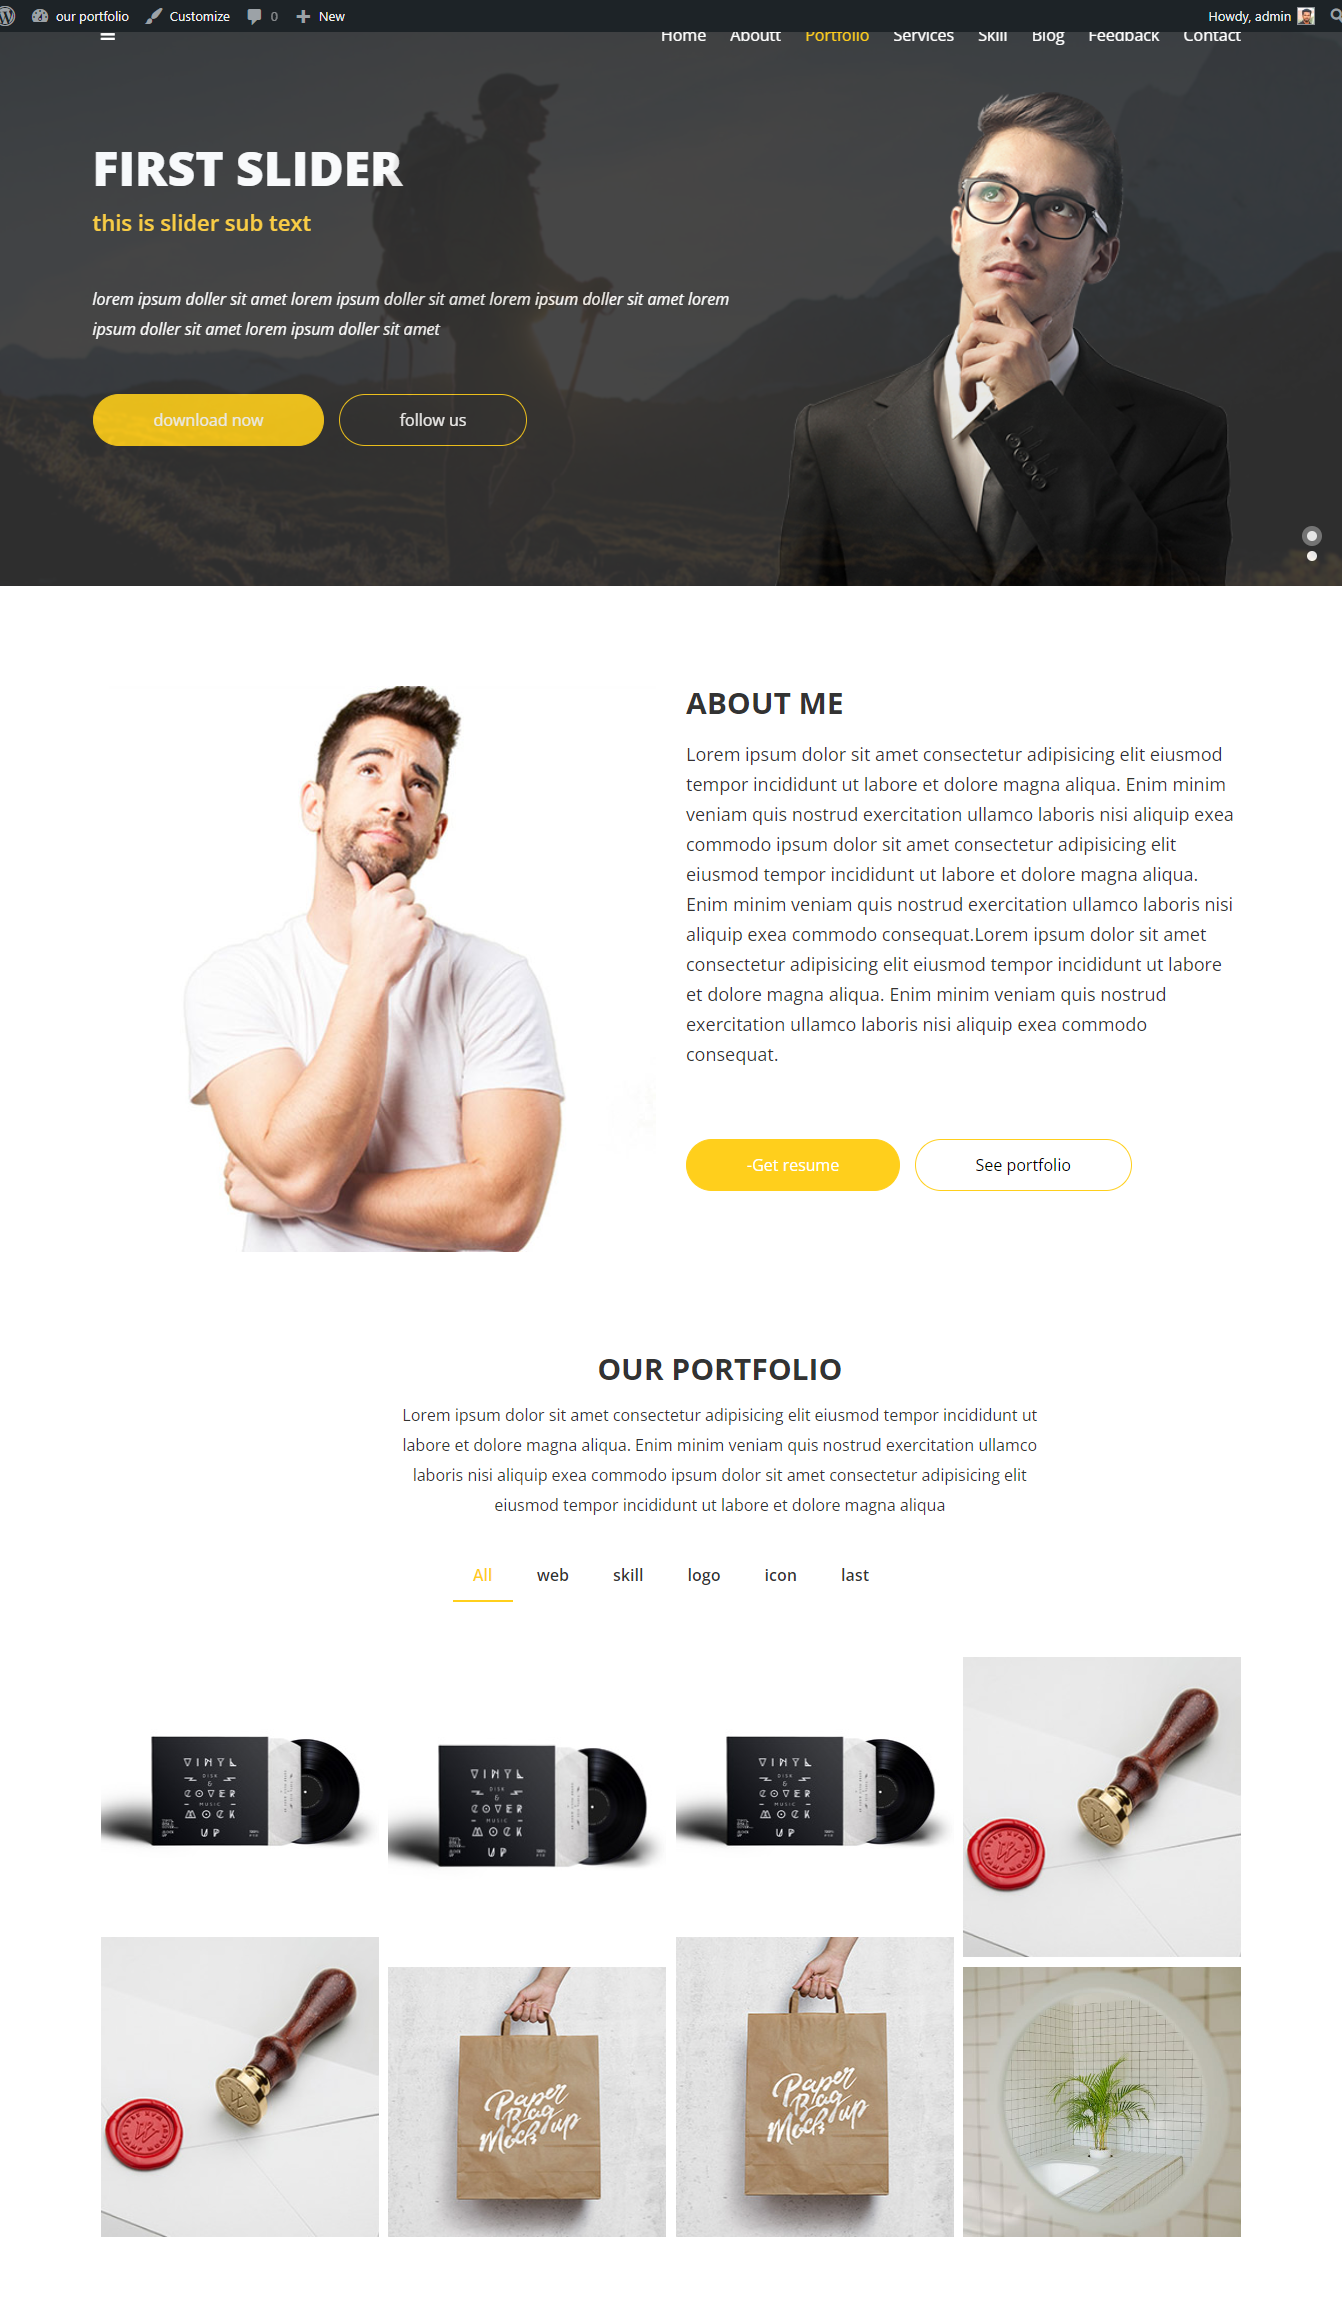 our portfolio Customize 0 New Howdy, admin
Home Aboutt Portfolio Services Skill Blog Feedback Contact
FIRST SLIDER
this is slider sub text
lorem ipsum doller sit amet lorem ipsum doller sit amet lorem ipsum doller sit amet lorem
ipsum doller sit amet lorem ipsum doller sit amet
download now follow us
ABOUT ME
Lorem ipsum dolor sit amet consectetur adipisicing elit eiusmod
tempor incididunt ut labore et dolore magna aliqua. Enim minim
veniam quis nostrud exercitation ullamco laboris nisi aliquip exea
commodo ipsum dolor sit amet consectetur adipisicing elit
eiusmod tempor incididunt ut labore et dolore magna aliqua.
Enim minim veniam quis nostrud exercitation ullamco laboris nisi
aliquip exea commodo consequat.Lorem ipsum dolor sit amet
consectetur adipisicing elit eiusmod tempor incididunt ut labore
et dolore magna aliqua. Enim minim veniam quis nostrud
exercitation ullamco laboris nisi aliquip exea commodo
consequat.
-Get resume See portfolio
OUR PORTFOLIO
Lorem ipsum dolor sit amet consectetur adipisicing elit eiusmod tempor incididunt ut
labore et dolore magna aliqua. Enim minim veniam quis nostrud exercitation ullamco
laboris nisi aliquip exea commodo ipsum dolor sit amet consectetur adipisicing elit
eiusmod tempor incididunt ut labore et dolore magna aliqua
All web skill logo icon last
VINYL
DISK
&
COVER
MUSIC
MOCK
UP
VINYL
DISK
&
COVER
MUSIC
MOCK
UP
VINYL
DISK
&
COVER
MUSIC
MOCK
UP
W
W
W
W
Paper
Bag
Mockup
Paper
Bag
Mockup